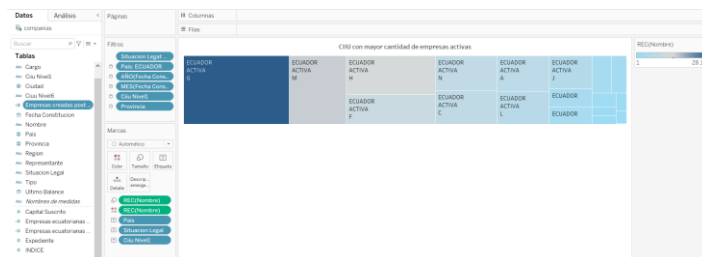 Datos Análisis
companias
Buscar
Tablas
Cargo
Ciiu Nivel1
Ciudad
Ciuu Nivel6
Empresas creadas post...
Fecha Constitucion
Nombre
Pais
Provincia
Region
Representante
Situacion Legal
Tipo
Ultimo Balance
Nombres de medidas
Capital Suscrito
Empresas ecuatorianas ...
Empresas ecuatorianas ...
Expediente
INDICE
Páginas
Filtros
Situacion Legal ...
Pais: ECUADOR
AÑO(Fecha Cons..
MES(Fecha Cons..
Ciiu Nivel1
Provincia
Marcas
Automático
Color Tamaño Etiqueta
Detalle Descrip...
emerge...
REC(Nombre)
REC(Nombre)
Pais
Situacion Legal
Ciiu Nivel1
Columnas
Filas
CIIU con mayor cantidad de empresas activas
ECUADOR
ACTIVA
G
ECUADOR
ACTIVA
M
ECUADOR
ACTIVA
H
ECUADOR
ACTIVA
F
ECUADOR
ACTIVA
N
ECUADOR
ACTIVA
C
ECUADOR
ACTIVA
A
ECUADOR
ACTIVA
L
ECUADOR
ACTIVA
J
ECUADOR
ECUADOR
REC(Nombre)
1